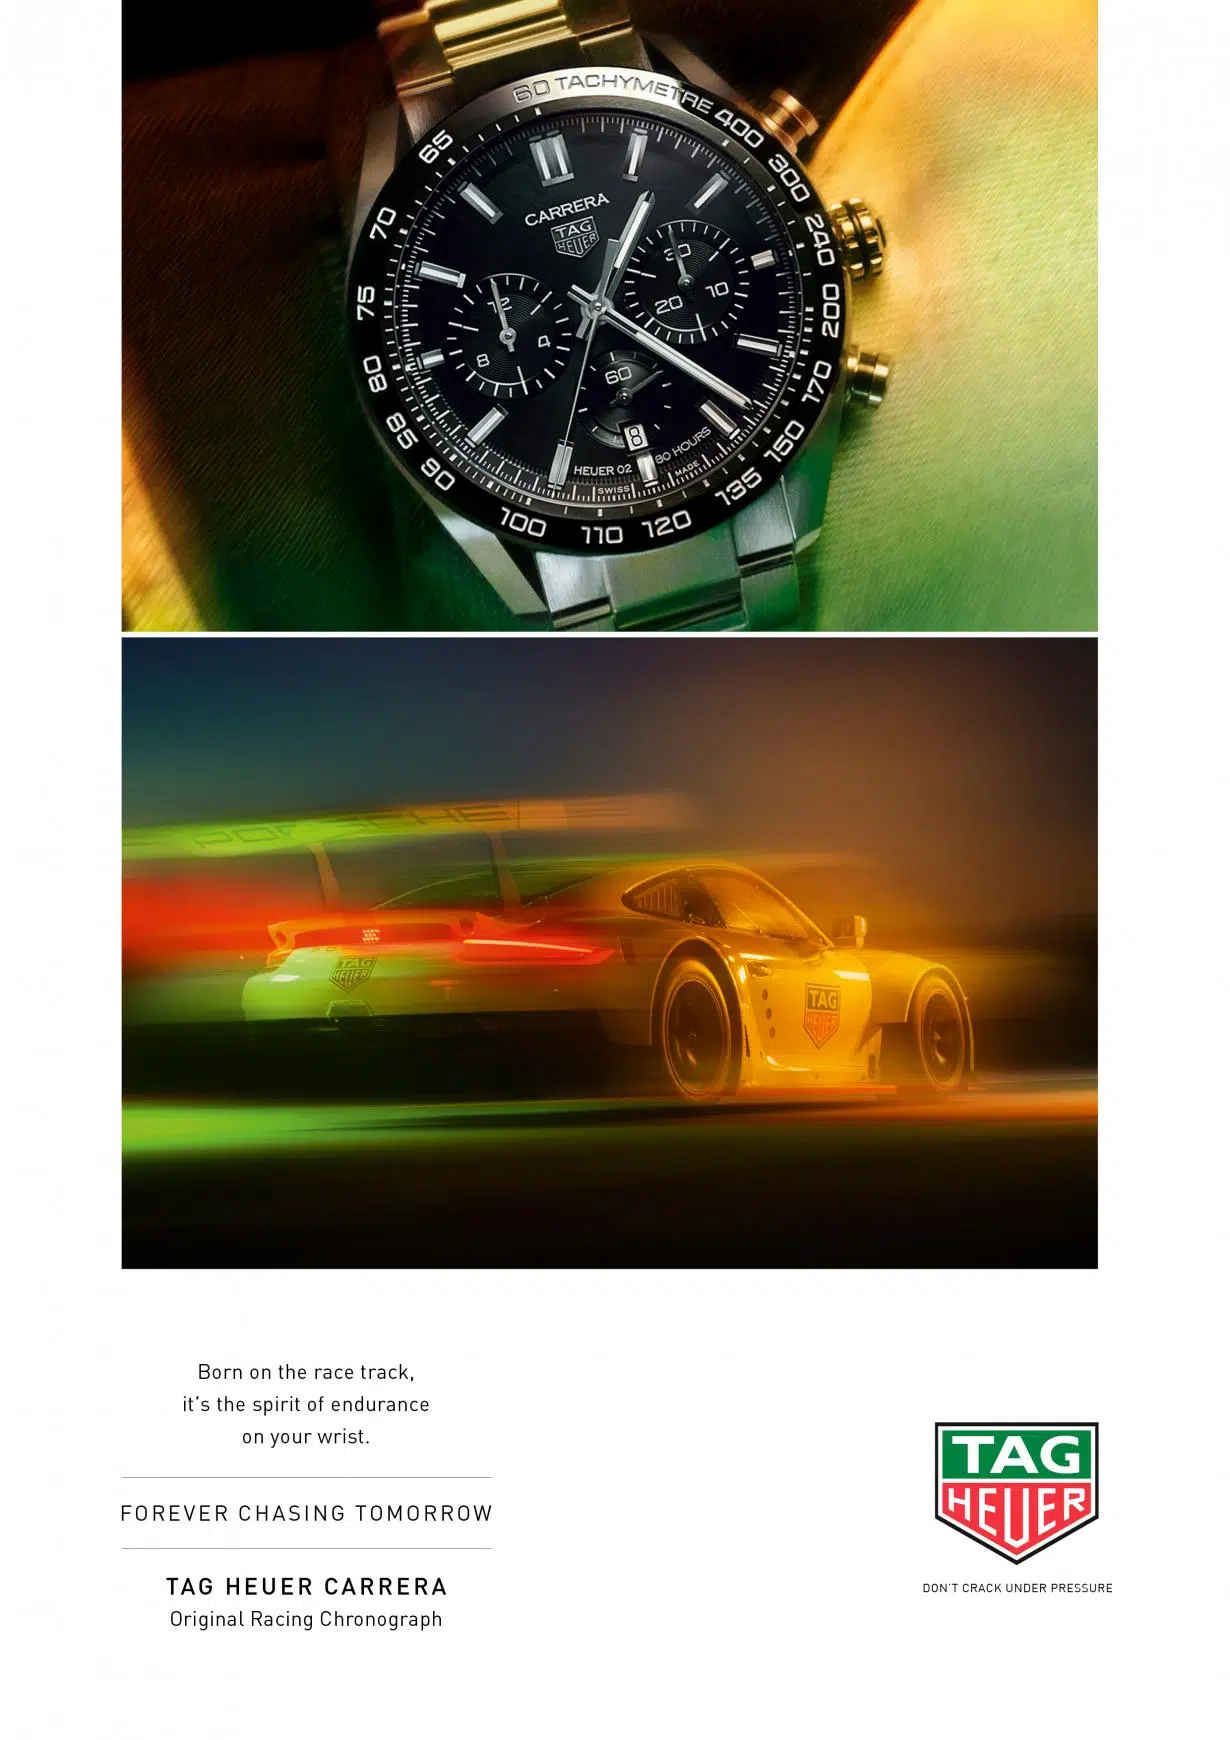 60 TACHYMETRE 400 300 240 200 170 150 135 120 110 100 90 85 80 75 70 65
CARRERA
TAG
HEUER
12 4 8
30 10 20
60
8
HEUER 02 80 HOURS
SWISS MADE
PORSCHE
TAG
HEUER
TAG
HEUER
Born on the race track,
it's the spirit of endurance
on your wrist.
FOREVER CHASING TOMORROW
TAG HEUER CARRERA
Original Racing Chronograph
TAG
HEUER
DON'T CRACK UNDER PRESSURE